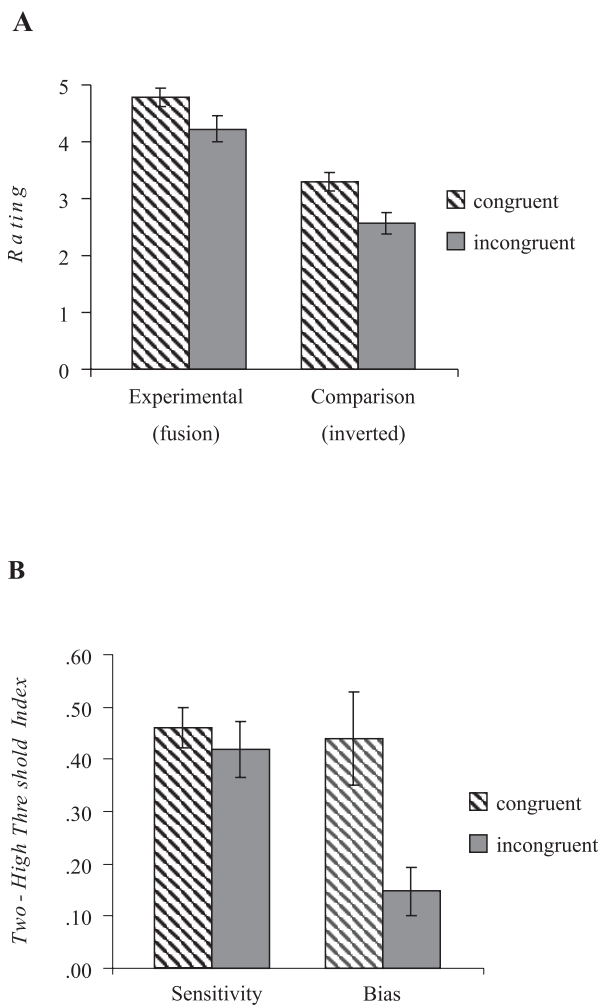 A
5
4
3
2
1
0
Rating
congruent
incongruent
Experimental
(fusion)
Comparison
(inverted)
B
.60
.50
.40
.30
.20
.10
.00
Two - High Thre shold Index
congruent
incongruent
Sensitivity
Bias